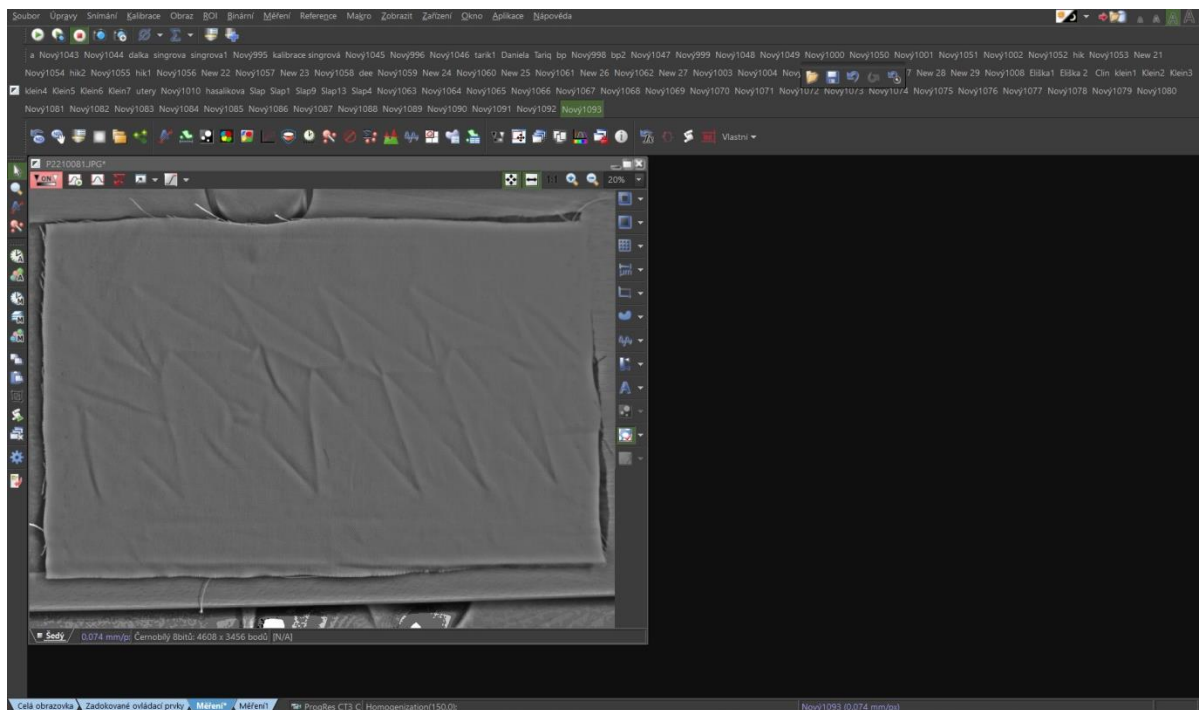 Soubor Úpravy Snímání Kalibrace Obraz ROI Binární Měření Reference Makro Zobrazit Zařízení Okno Aplikace Nápověda
a Nový1043 Nový1044 dalka singrova singrova1 Nový995 kalibrace singrová Nový1045 Nový996 Nový1046 tarik1 Daniela Tariq bp Nový998 bp2 Nový1047 Nový999 Nový1048 Nový1049 Nový1000 Nový1050 Nový1001 Nový1051 Nový1002 Nový1052 hik Nový1053 New 21
Nový1054 hik2 Nový1055 hik1 Nový1056 New 22 Nový1057 New 23 Nový1058 dee Nový1059 New 24 Nový1060 New 25 Nový1061 New 26 Nový1062 New 27 Nový1003 Nový1004 7 New 28 New 29 Nový1008 Eliška1 Eliška 2 Clin klein1 Klein2 Klein3
klein4 Klein5 Klein6 Klein7 utery Nový1010 hasalikova Slap Slap1 Slap9 Slap13 Slap4 Nový1063 Nový1064 Nový1065 Nový1066 Nový1067 Nový1068 Nový1069 Nový1070 Nový1071 Nový1072 Nový1073 Nový1074 Nový1075 Nový1076 Nový1077 Nový1078 Nový1079 Nový1080
Nový1081 Nový1082 Nový1083 Nový1084 Nový1085 Nový1086 Nový1087 Nový1088 Nový1089 Nový1090 Nový1091 Nový1092 Nový1093
Vlastní
P2210081.JPG*
ON 1:1 20%
Šedý 0,074 mm/p Černobílý 8bitů: 4608 x 3456 bodů [N/A]
Celá obrazovka Zadokované ovládací prvky Měření* Měření1 ProgRes CT3 C Homogenization(150.0); Nový1093 (0.074 mm/px)